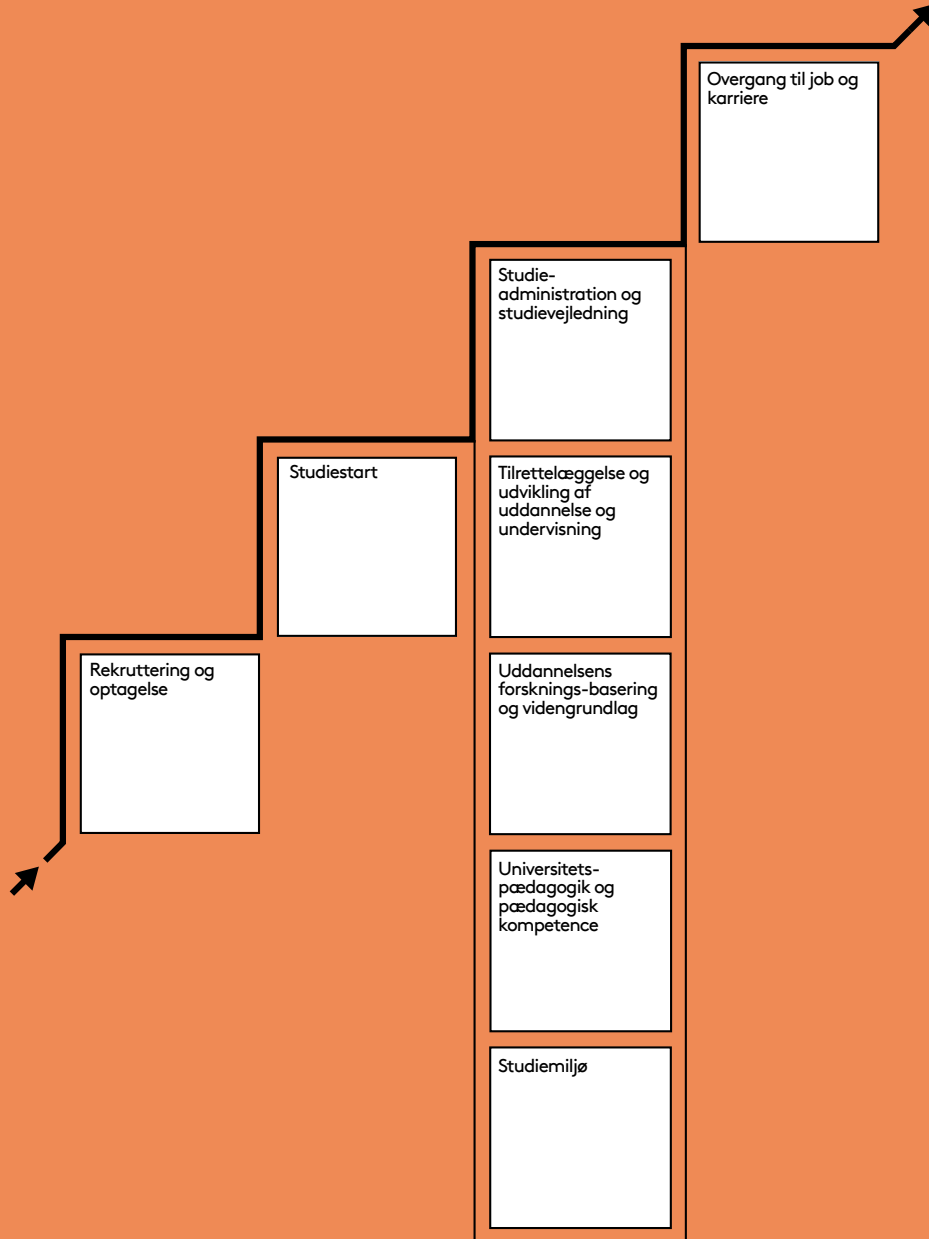 Overgang til job og
karriere
Studie-
administration og
studievejledning
Studiestart
Tilrettelæggelse og
udvikling af
uddannelse og
undervisning
Rekruttering og
optagelse
Uddannelsens
forsknings-basering
og videngrundlag
Universitets-
pædagogik og
pædagogisk
kompetence
Studiemiljø